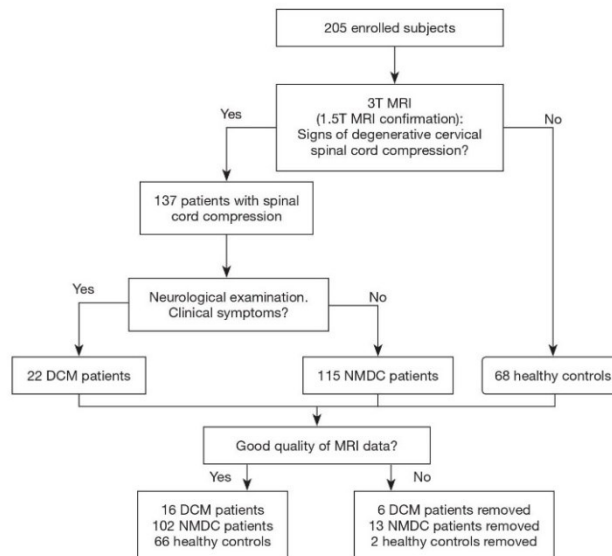 205 enrolled subjects
3T MRI
(1.5T MRI confirmation):
Signs of degenerative cervical
spinal cord compression?
Yes
No
137 patients with spinal
cord compression
Neurological examination.
Clinical symptoms?
Yes
No
22 DCM patients
115 NMDC patients
68 healthy controls
Good quality of MRI data?
Yes
No
16 DCM patients
102 NMDC patients
66 healthy controls
6 DCM patients removed
13 NMDC patients removed
2 healthy controls removed